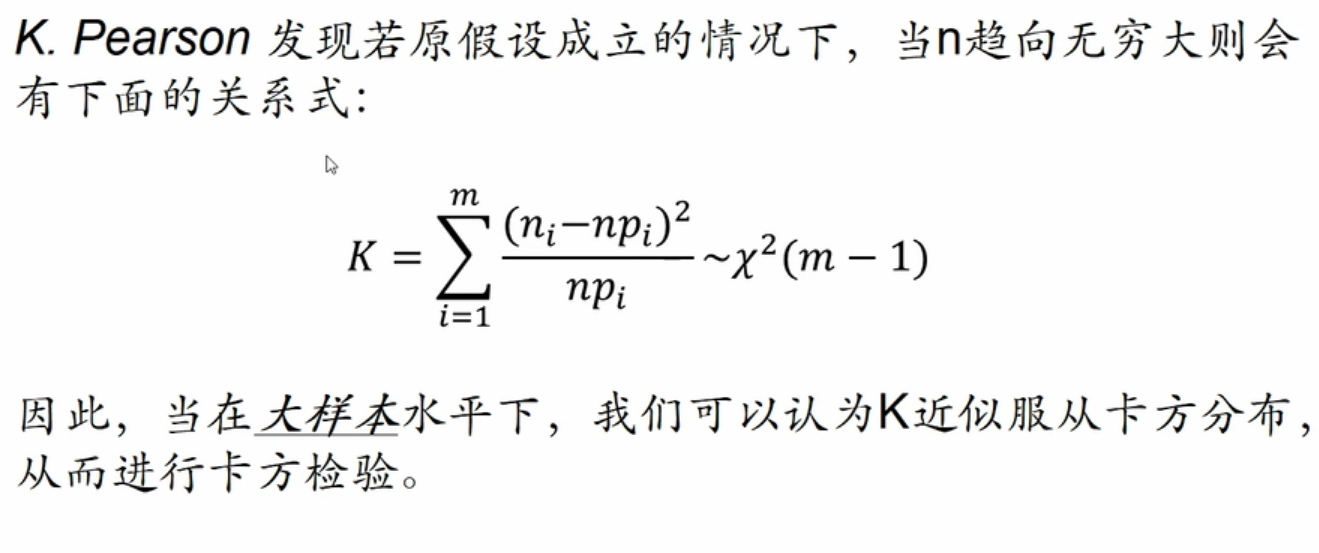 K. Pearson 发现若原假设成立的情况下，当n趋向无穷大则会
有下面的关系式：
K = \sum_{i=1}^{m} \frac{(n_i - np_i)^2}{np_i} \sim \chi^2(m-1)
因此，当在大样本水平下，我们可以认为K近似服从卡方分布，
从而进行卡方检验。